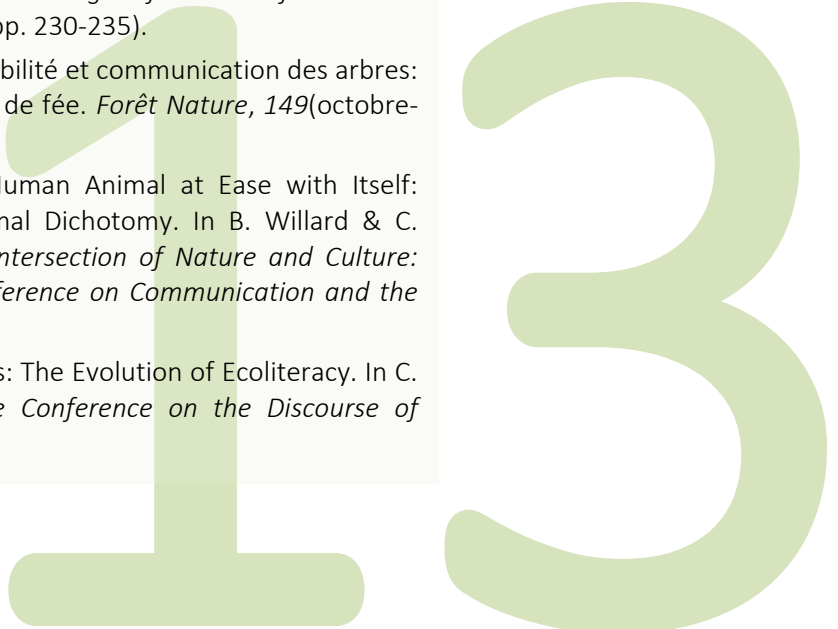 pp. 230-235).
bilité et communication des arbres:
de fée. Forêt Nature, 149(octobre-
Human Animal at Ease with Itself:
mal Dichotomy. In B. Willard & C.
ntersection of Nature and Culture:
ference on Communication and the
s: The Evolution of Ecoliteracy. In C.
e Conference on the Discourse of
13